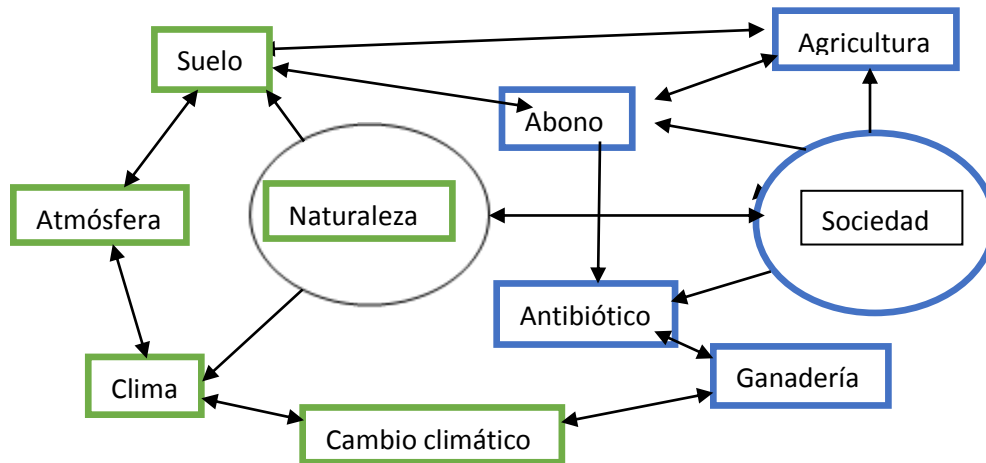 Agricultura
Suelo
Abono
Atmósfera
Naturaleza
Sociedad
Antibiótico
Clima
Ganadería
Cambio climático